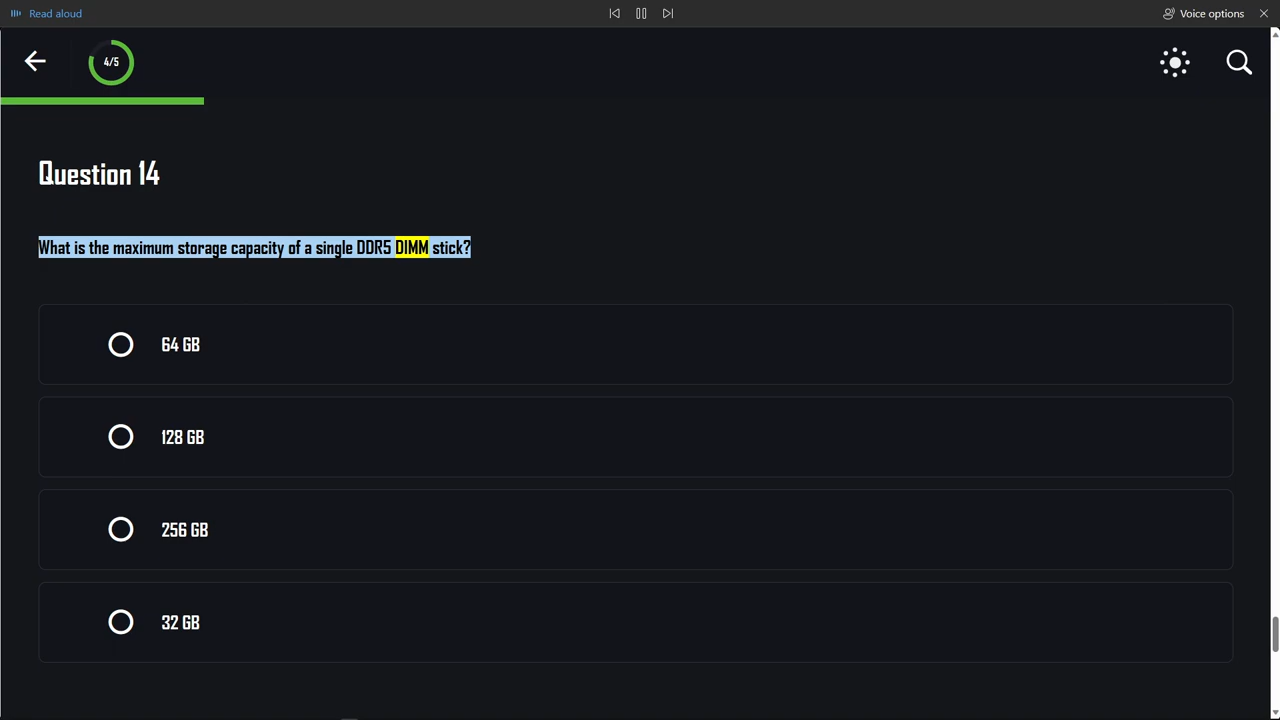 Read aloud
Voice options
4/5
Question 14
What is the maximum storage capacity of a single DDR5 DIMM stick?
64 GB
128 GB
256 GB
32 GB